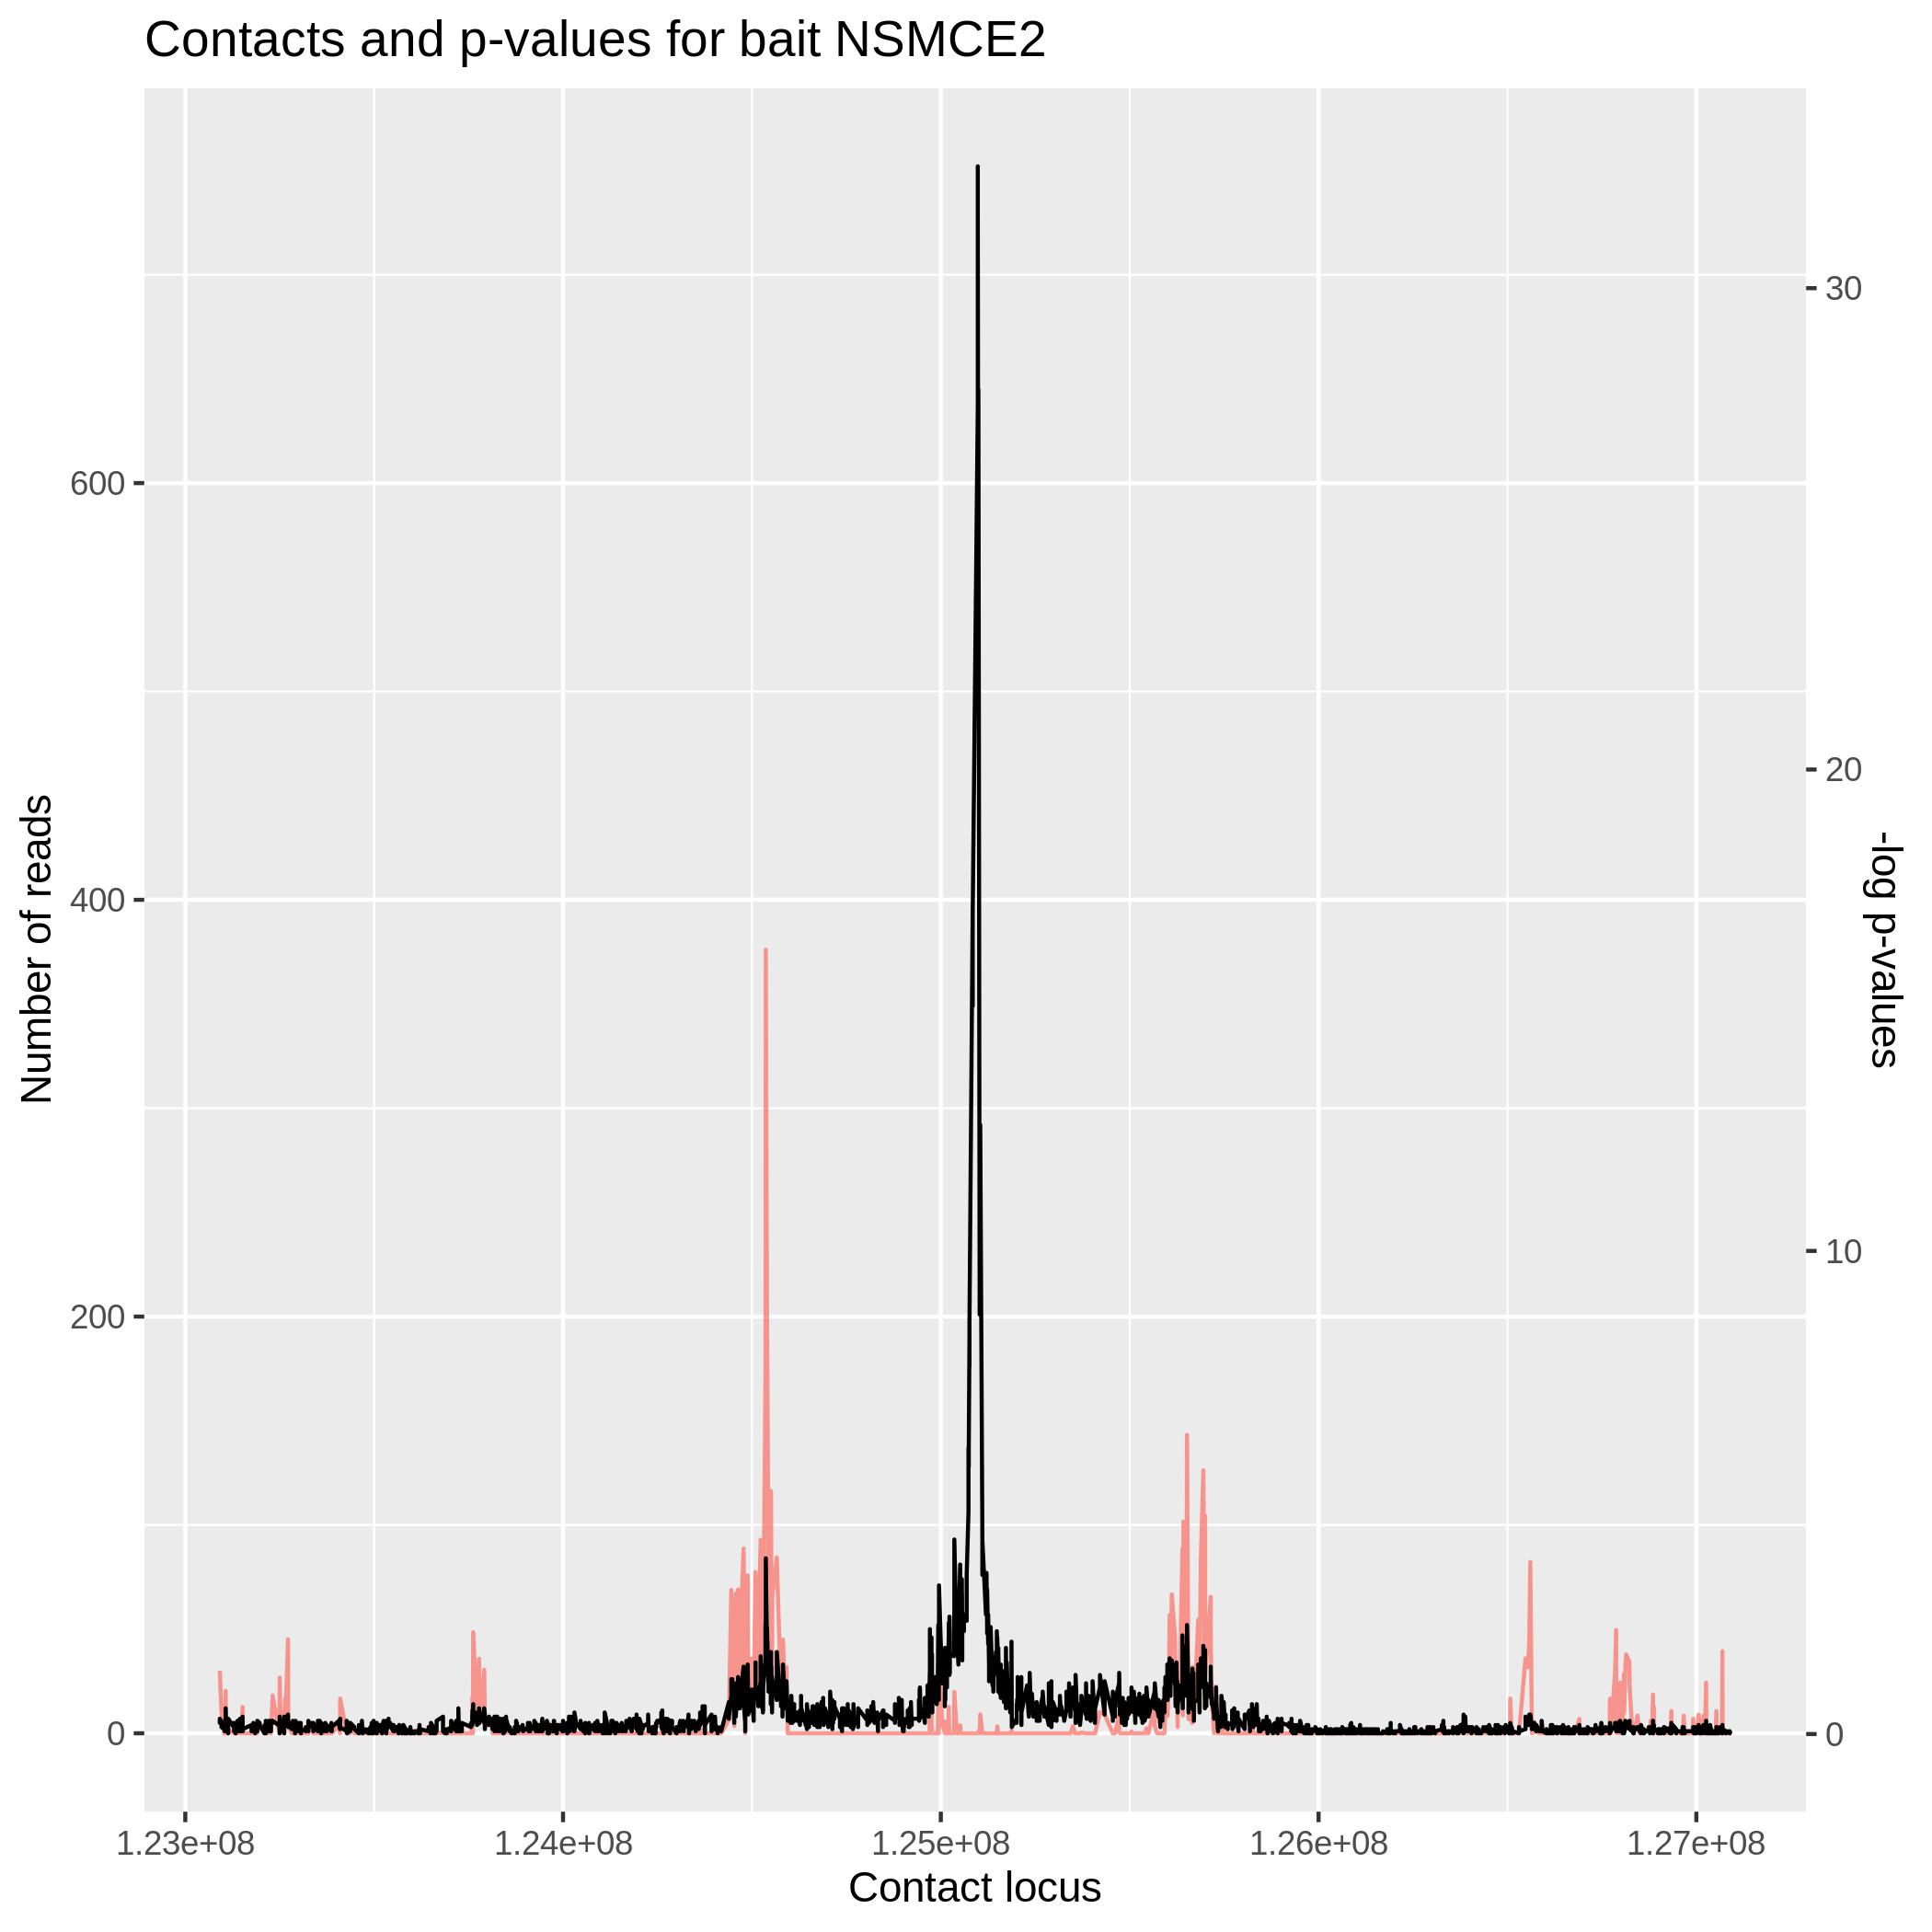 Contacts and p-values for bait NSMCE2
600
400
200
0
Number of reads
30
20
10
0
-log p-values
1.23e+08
1.24e+08
1.25e+08
1.26e+08
1.27e+08
Contact locus